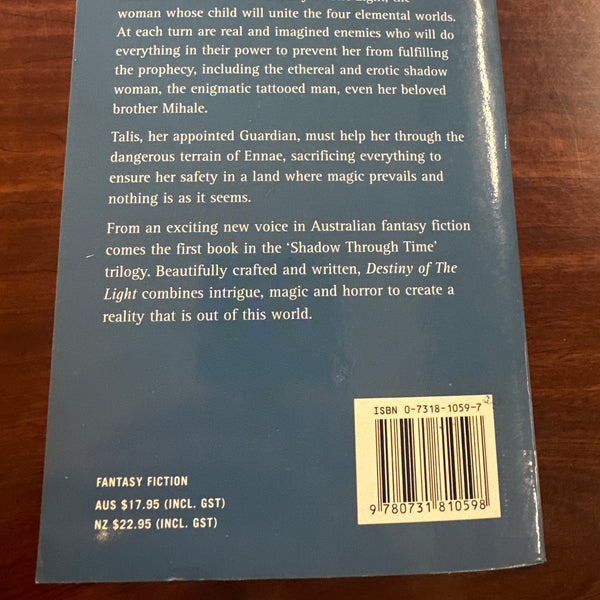 woman whose child will unite the four elemental worlds.
At each turn are real and imagined enemies who will do
everything in their power to prevent her from fulfilling
the prophecy, including the ethereal and erotic shadow
woman, the enigmatic tattooed man, even her beloved
brother Mihale.
Talis, her appointed Guardian, must help her through the
dangerous terrain of Ennae, sacrificing everything to
ensure her safety in a land where magic prevails and
nothing is as it seems.
From an exciting new voice in Australian fantasy fiction
comes the first book in the ‘Shadow Through Time’
trilogy. Beautifully crafted and written, Destiny of The
Light combines intrigue, magic and horror to create a
reality that is out of this world.
ISBN 0-7318-1059-7
9 780731 810598
FANTASY FICTION
AUS $17.95 (INCL. GST)
NZ $22.95 (INCL. GST)